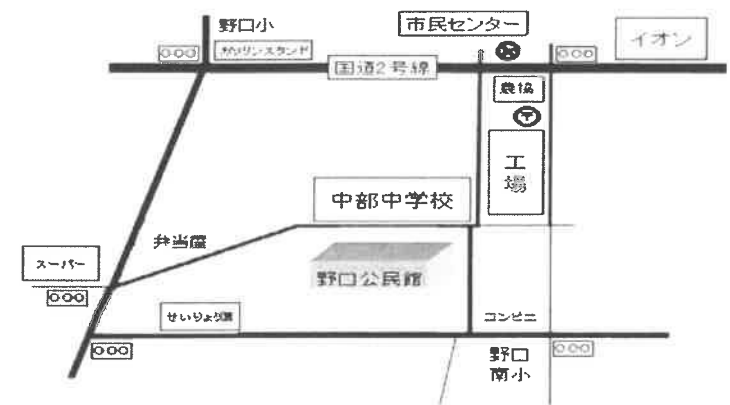 野口小
市民センター
ガソリンスタンド
イオン
国道2号線
農協
〒
工場
中部中学校
弁当屋
スーパー
野口公民館
せいりょう園
コンビニ
野口
南小